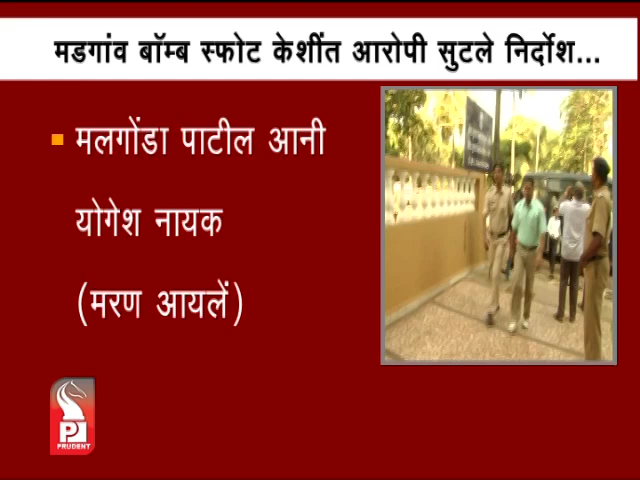 मडगांव बॉम्ब स्फोट केशींत आरोपी सुटले निर्दोश...
मलगोंडा पाटील आनी
योगेश नायक
(मरण आयलें)
PRUDENT